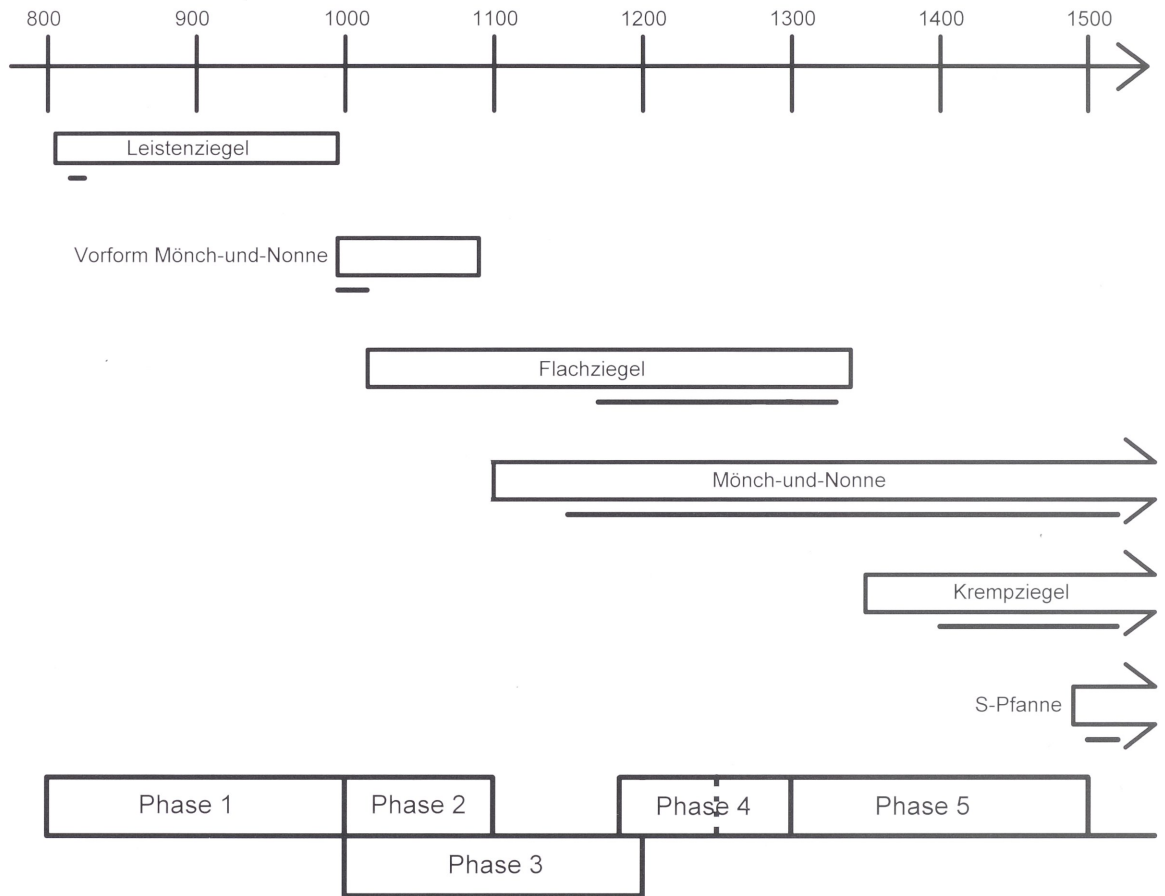 800 900 1000 1100 1200 1300 1400 1500
Leistenziegel
Vorform Mönch-und-Nonne
Flachziegel
Mönch-und-Nonne
Krempziegel
S-Pfanne
Phase 1 Phase 2 Phase 4 Phase 5
Phase 3